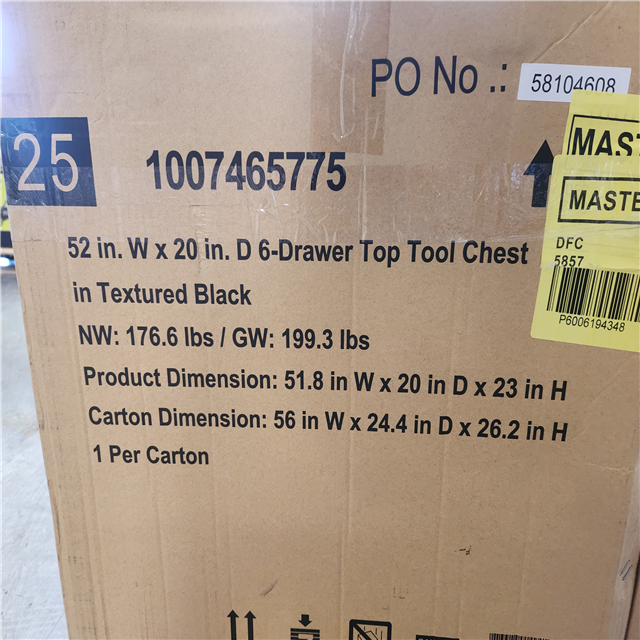 PO No .: 58104608
25
1007465775
52 in. W x 20 in. D 6-Drawer Top Tool Chest
in Textured Black
NW: 176.6 lbs / GW: 199.3 lbs
Product Dimension: 51.8 in W x 20 in D x 23 in H
Carton Dimension: 56 in W x 24.4 in D x 26.2 in H
1 Per Carton
MAST
MASTE
DFC
5857
P6006194348